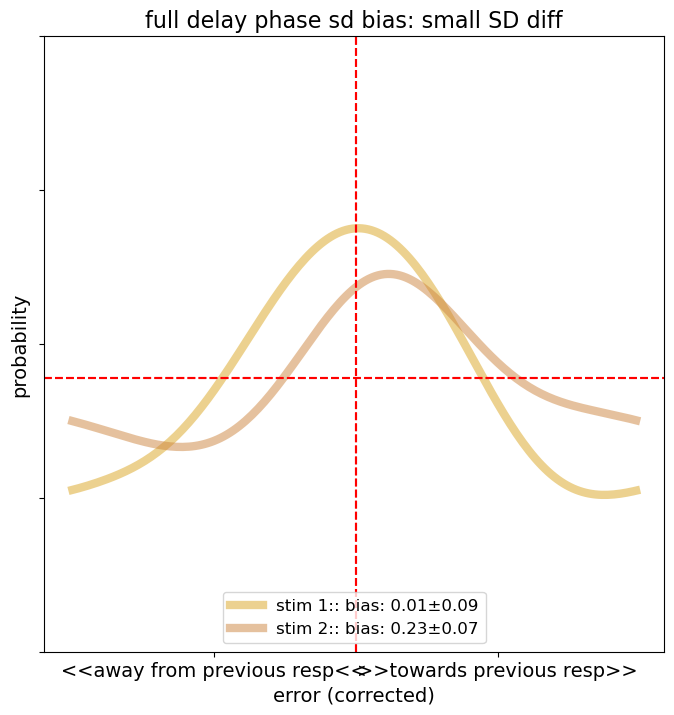 full delay phase sd bias: small SD diff
probability
stim 1:: bias: 0.01±0.09
stim 2:: bias: 0.23±0.07
<<away from previous resp<<>>towards previous resp>>
error (corrected)